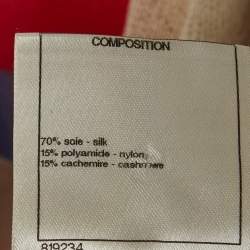 COMPOSITION
70% soie - silk
15% polyamide - nylon
15% cachemire - cashmere
819234